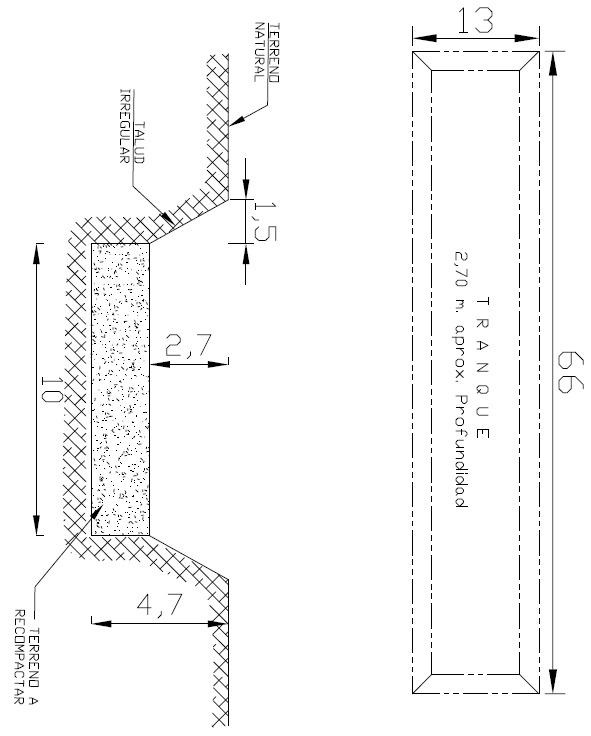 13
66
TRANQUE
2,70 m. aprox. Profundidad
TERRENO
NATURAL
TALUD
IRREGULAR
1,5
2,7
10
4,7
TERRENO A
RECOMPACTAR